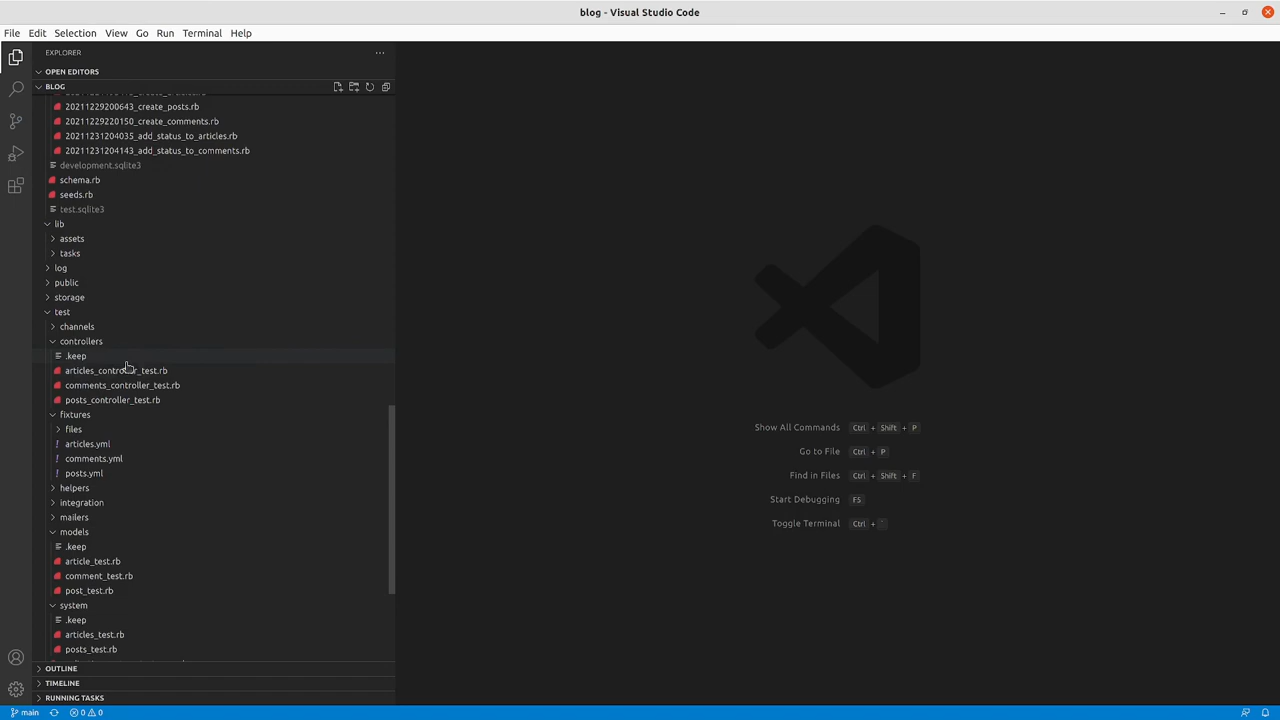 blog - Visual Studio Code
File Edit Selection View Go Run Terminal Help
EXPLORER
OPEN EDITORS
BLOG
20211229200643_create_posts.rb
20211229220150_create_comments.rb
20211231204035_add_status_to_articles.rb
20211231204143_add_status_to_comments.rb
development.sqlite3
schema.rb
seeds.rb
test.sqlite3
lib
assets
tasks
log
public
storage
test
channels
controllers
.keep
articles_controller_test.rb
comments_controller_test.rb
posts_controller_test.rb
fixtures
files
! articles.yml
! comments.yml
! posts.yml
helpers
integration
mailers
models
.keep
article_test.rb
comment_test.rb
post_test.rb
system
.keep
articles_test.rb
posts_test.rb
OUTLINE
TIMELINE
RUNNING TASKS
Show All Commands Ctrl + Shift + P
Go to File Ctrl + P
Find in Files Ctrl + Shift + F
Start Debugging F5
Toggle Terminal Ctrl + `
main 0 0